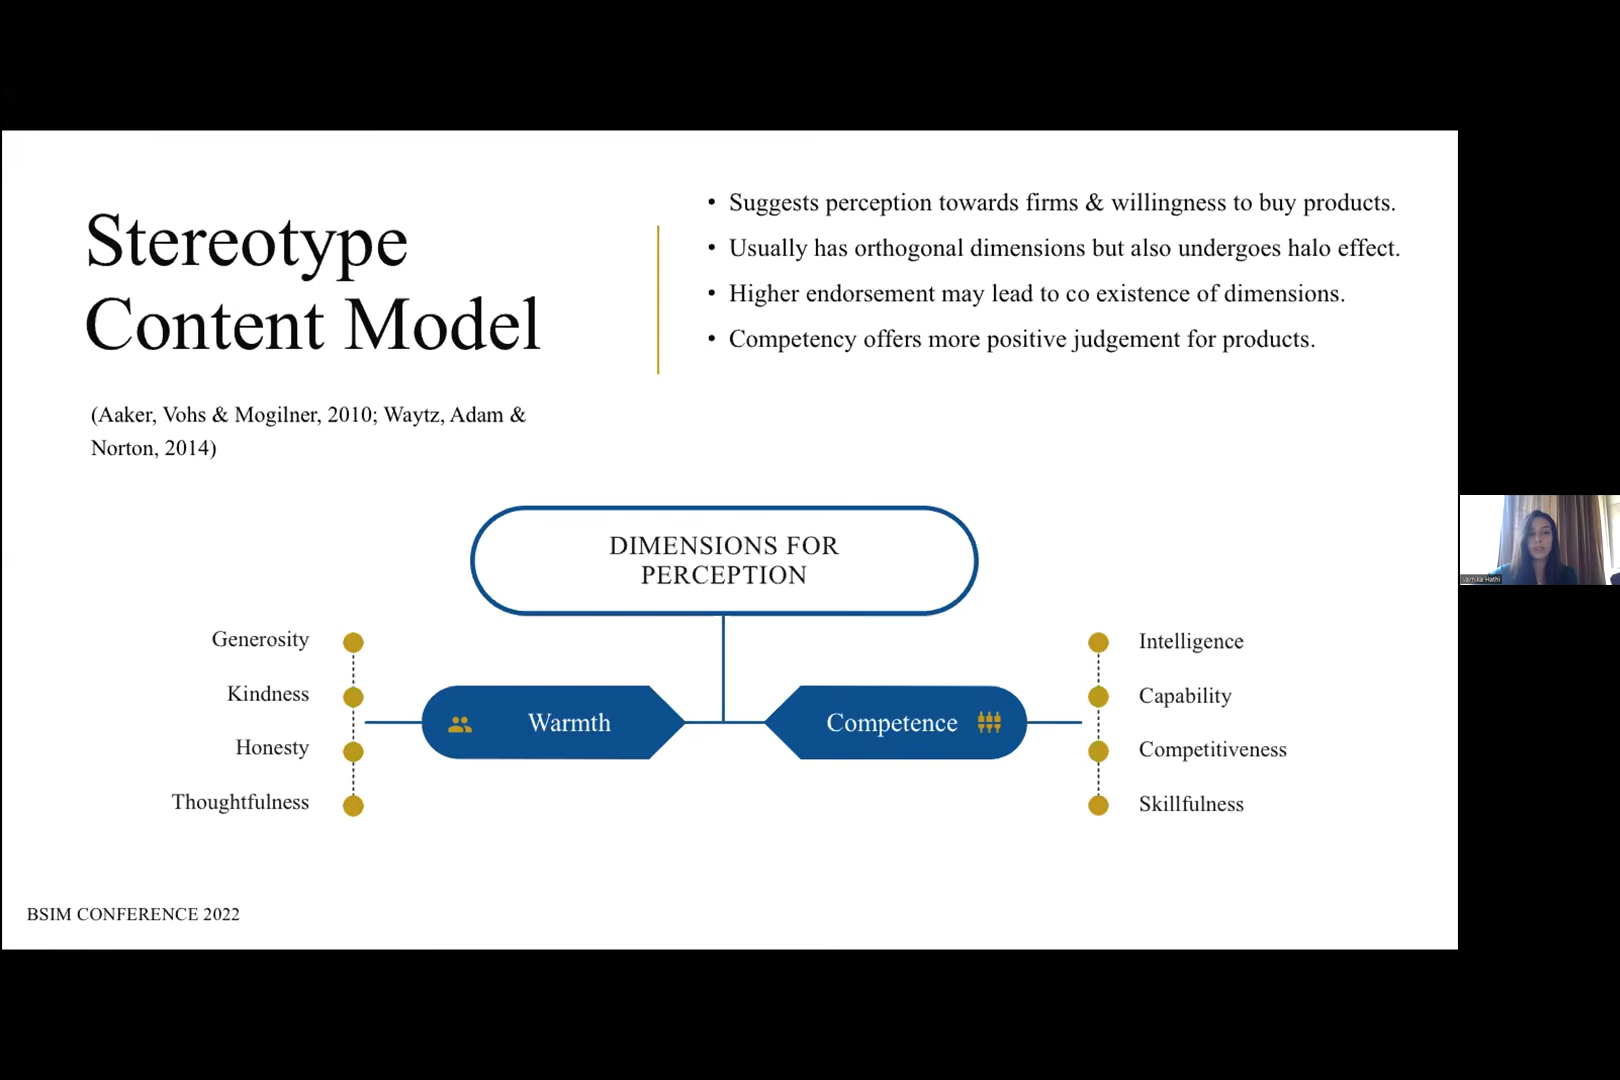 Stereotype
Content Model
(Aaker, Vohs & Mogilner, 2010; Waytz, Adam &
Norton, 2014)
• Suggests perception towards firms & willingness to buy products.
• Usually has orthogonal dimensions but also undergoes halo effect.
• Higher endorsement may lead to co existence of dimensions.
• Competency offers more positive judgement for products.
DIMENSIONS FOR
PERCEPTION
Generosity
Kindness
Honesty
Thoughtfulness
Warmth
Competence
Intelligence
Capability
Competitiveness
Skillfulness
BSIM CONFERENCE 2022
Hathi